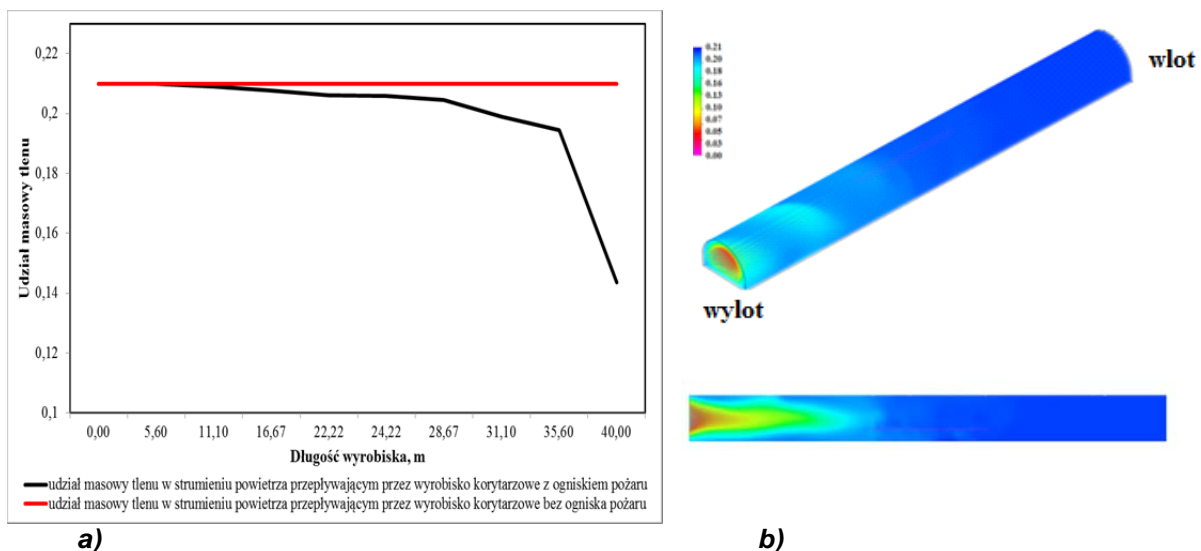 0,22
0,2
0,18
0,16
0,14
0,12
0,1
Udział masowy tlenu
0,00 5,60 11,10 16,67 22,22 24,22 28,67 31,10 35,60 40,00
Długość wyrobiska, m
udział masowy tlenu w strumieniu powietrza przepływającym przez wyrobisko korytarzowe z ogniskiem pożaru
udział masowy tlenu w strumieniu powietrza przepływającym przez wyrobisko korytarzowe bez ogniska pożaru
a)
0.21
0.20
0.18
0.16
0.13
0.10
0.07
0.05
0.03
0.00
wlot
wylot
b)